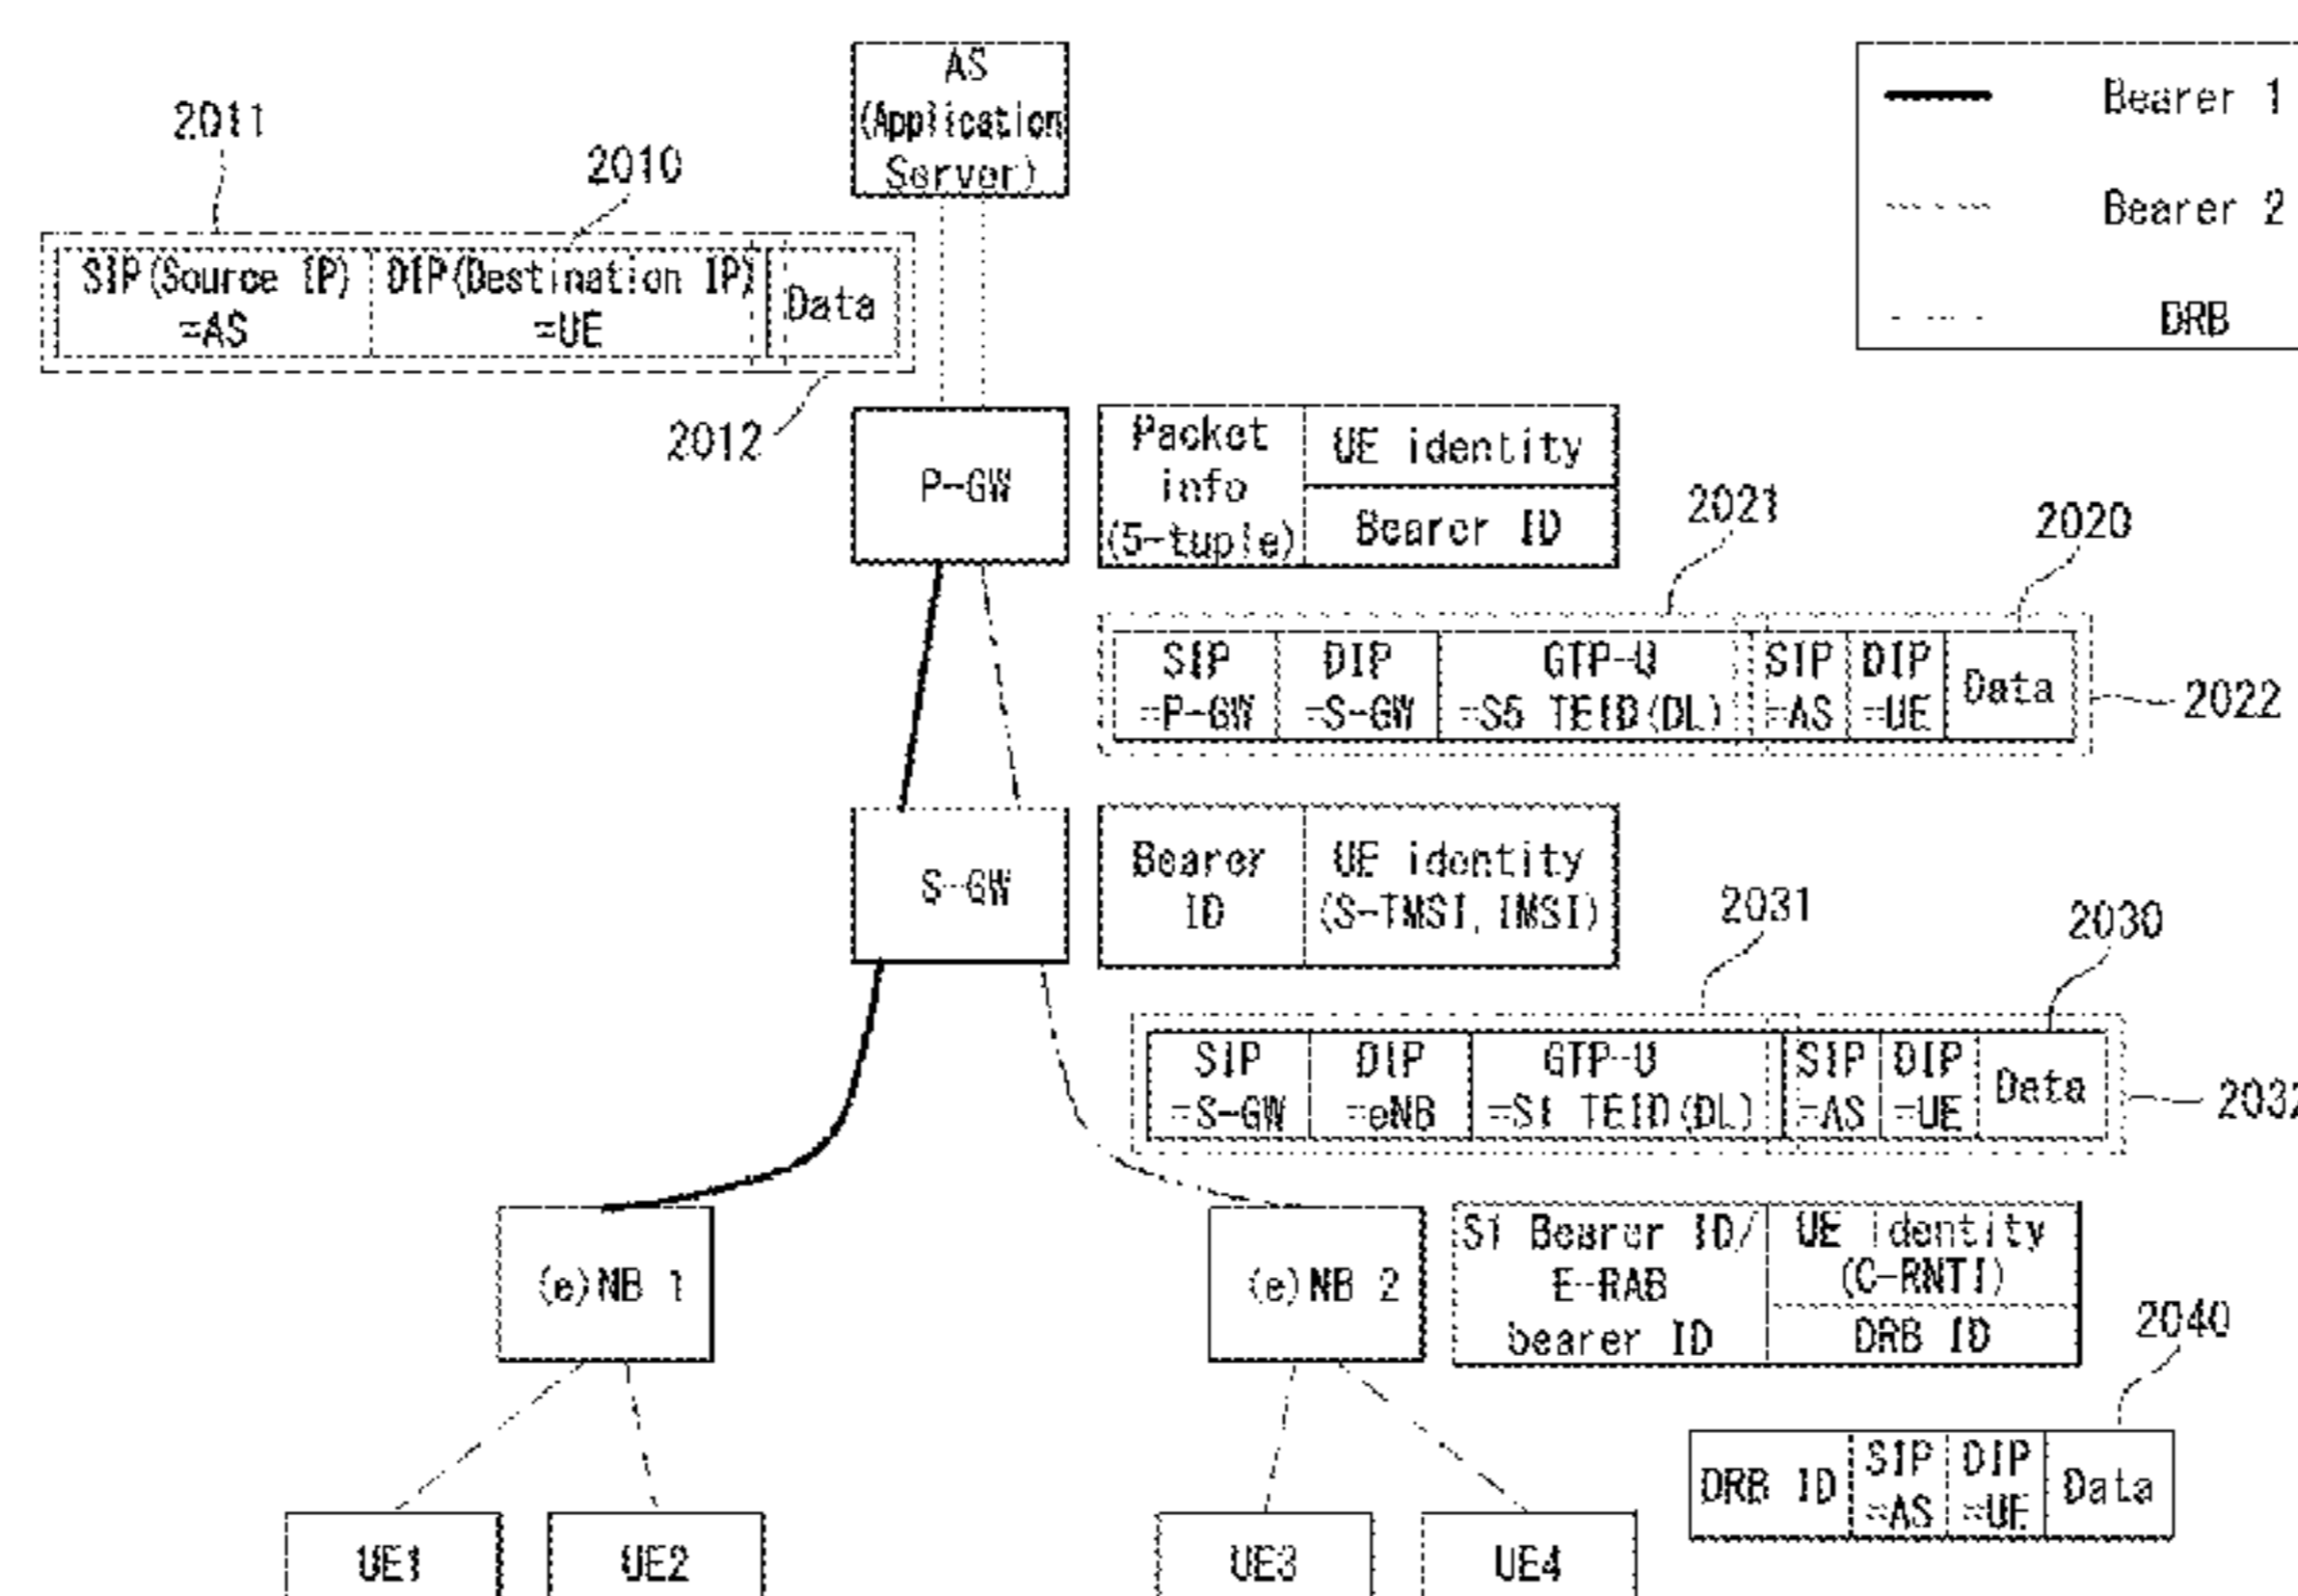 AS
(Application
Server)
Bearer 1
Bearer 2
DRB
2011
2010
SIP(Source IP)
=AS
DIP(Destination IP)
=UE
Data
2012
P-GW
Packet
info
(5-tuple)
UE identity
Bearer ID
2021
2020
SIP
=P-GW
DIP
=S-GW
GTP-U
=S5 TEID(DL)
SIP
=AS
DIP
=UE
Data
2022
S-GW
Bearer
ID
UE identity
(S-TMSI, IMSI)
2031
2030
SIP
=S-GW
DIP
=eNB
GTP-U
=S1 TEID(DL)
SIP
=AS
DIP
=UE
Data
2032
(e)NB 1
(e)NB 2
S1 Bearer ID/
E-RAB
bearer ID
UE Identity
(C-RNTI)
DRB ID
2040
DRB ID
SIP
=AS
DIP
=UE
Data
UE1
UE2
UE3
UE4